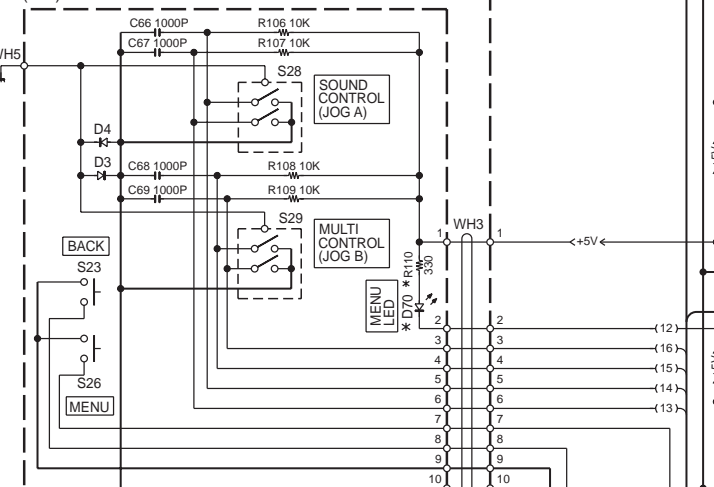 C66 1000P
R106 10K
C67 1000P
R107 10K
WH5
S28
SOUND
CONTROL
(JOG A)
D4
D3
C68 1000P
R108 10K
C69 1000P
R109 10K
S29
MULTI
CONTROL
(JOG B)
WH3
1
1
+5V
BACK
S23
R110
330
MENU
LED
* D70 *
2
2
(12)
3
3
(16)
4
4
(15)
5
5
(14)
6
6
(13)
7
7
8
8
9
9
10
10
S26
MENU